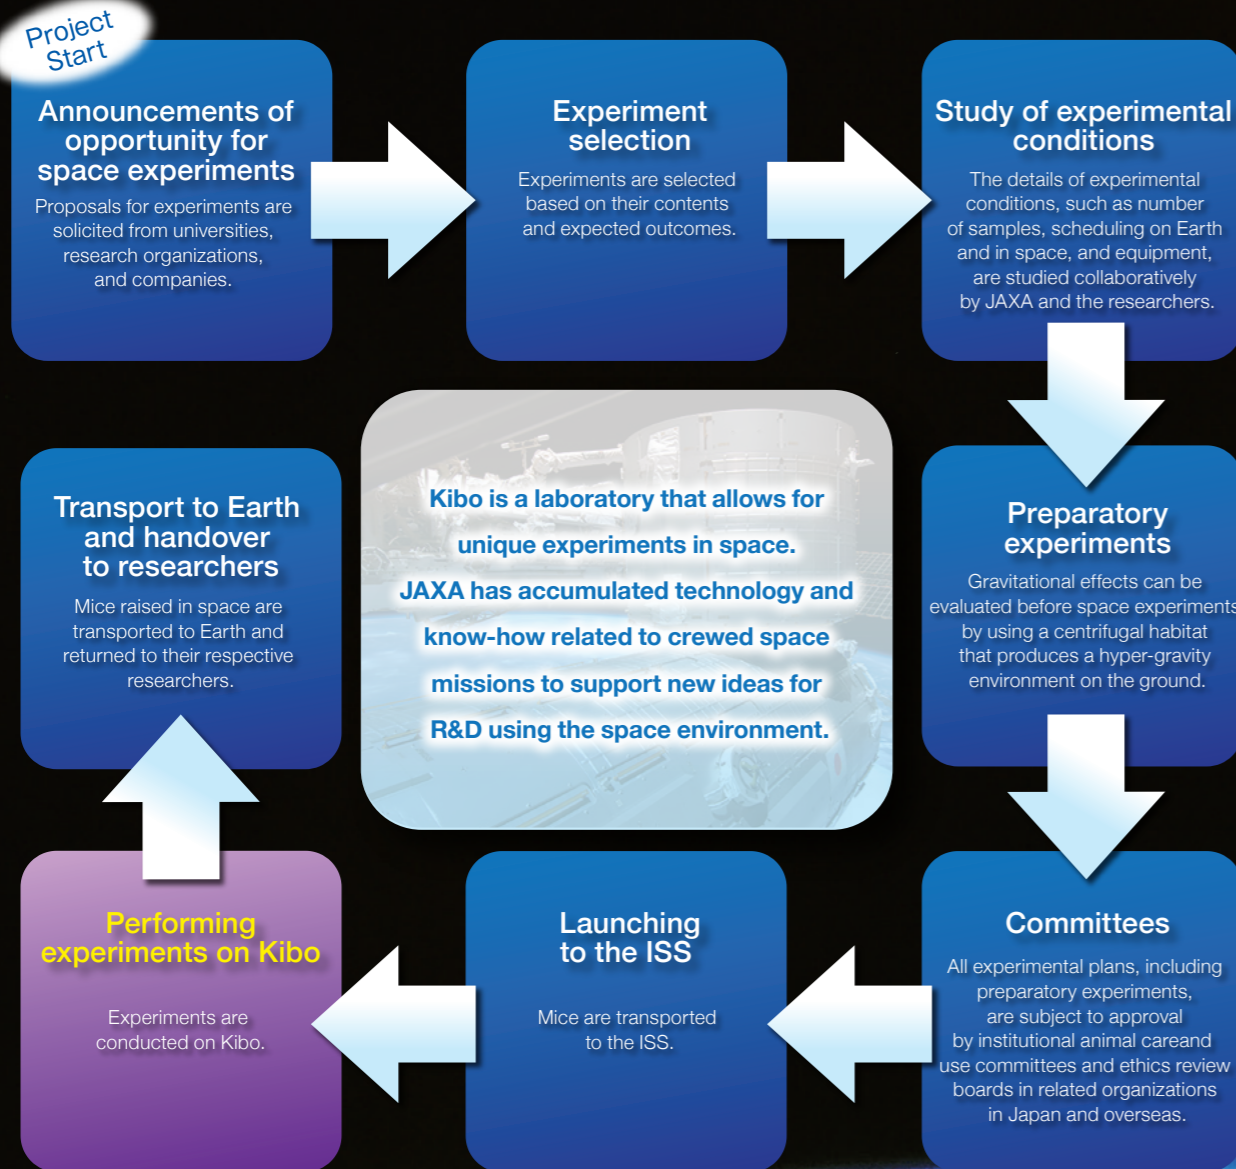 Project
Start
Announcements of
opportunity for
space experiments
Proposals for experiments are
solicited from universities,
research organizations,
and companies.
Experiment
selection
Experiments are selected
based on their contents
and expected outcomes.
Study of experimental
conditions
The details of experimental
conditions, such as number
of samples, scheduling on Earth
and in space, and equipment,
are studied collaboratively
by JAXA and the researchers.
Preparatory
experiments
Gravitational effects can be
evaluated before space experiments
by using a centrifugal habitat
that produces a hyper-gravity
environment on the ground.
Committees
All experimental plans, including
preparatory experiments,
are subject to approval
by institutional animal careand
use committees and ethics review
boards in related organizations
in Japan and overseas.
Launching
to the ISS
Mice are transported
to the ISS.
Performing
experiments on Kibo
Experiments are
conducted on Kibo.
Transport to Earth
and handover
to researchers
Mice raised in space are
transported to Earth and
returned to their respective
researchers.
Kibo is a laboratory that allows for
unique experiments in space.
JAXA has accumulated technology and
know-how related to crewed space
missions to support new ideas for
R&D using the space environment.